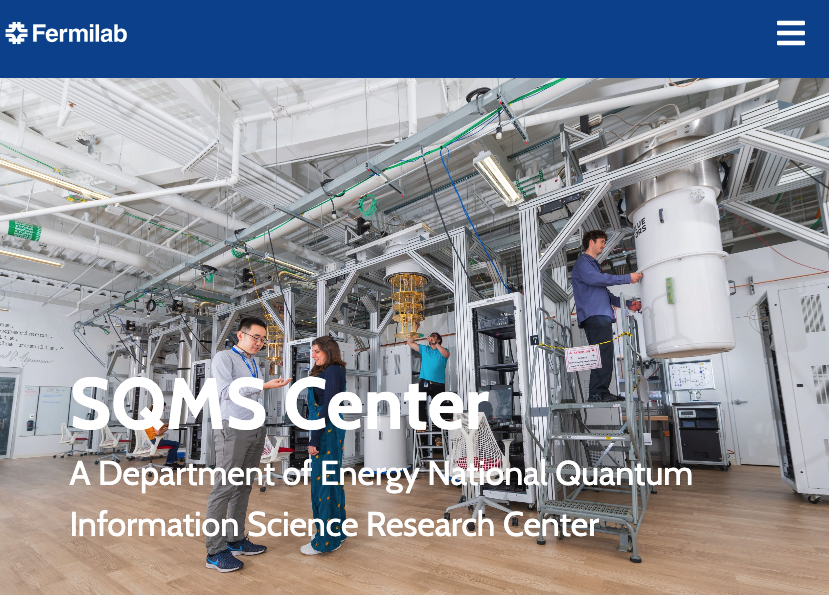 Fermilab
SQMS Center
A Department of Energy National Quantum
Information Science Research Center